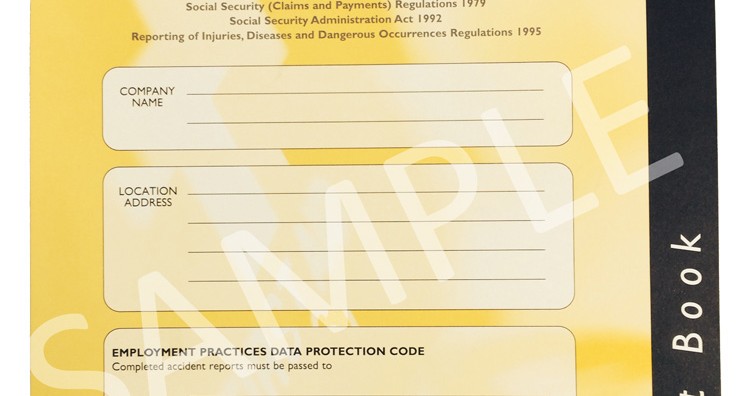 Social Security (Claims and Payments) Regulations 1979
Social Security Administration Act 1992
Reporting of Injuries, Diseases and Dangerous Occurrences Regulations 1995
COMPANY
NAME
LOCATION
ADDRESS
EMPLOYMENT PRACTICES DATA PROTECTION CODE
Completed accident reports must be passed to
SAMPLE
t Book